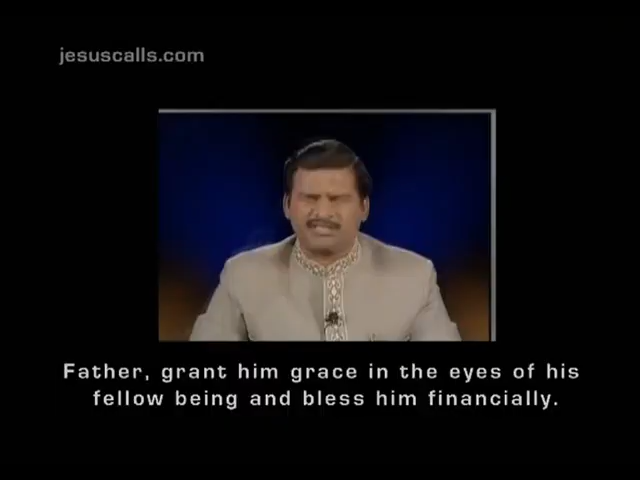 jesuscalls.com
Father, grant him grace in the eyes of his
fellow being and bless him financially.